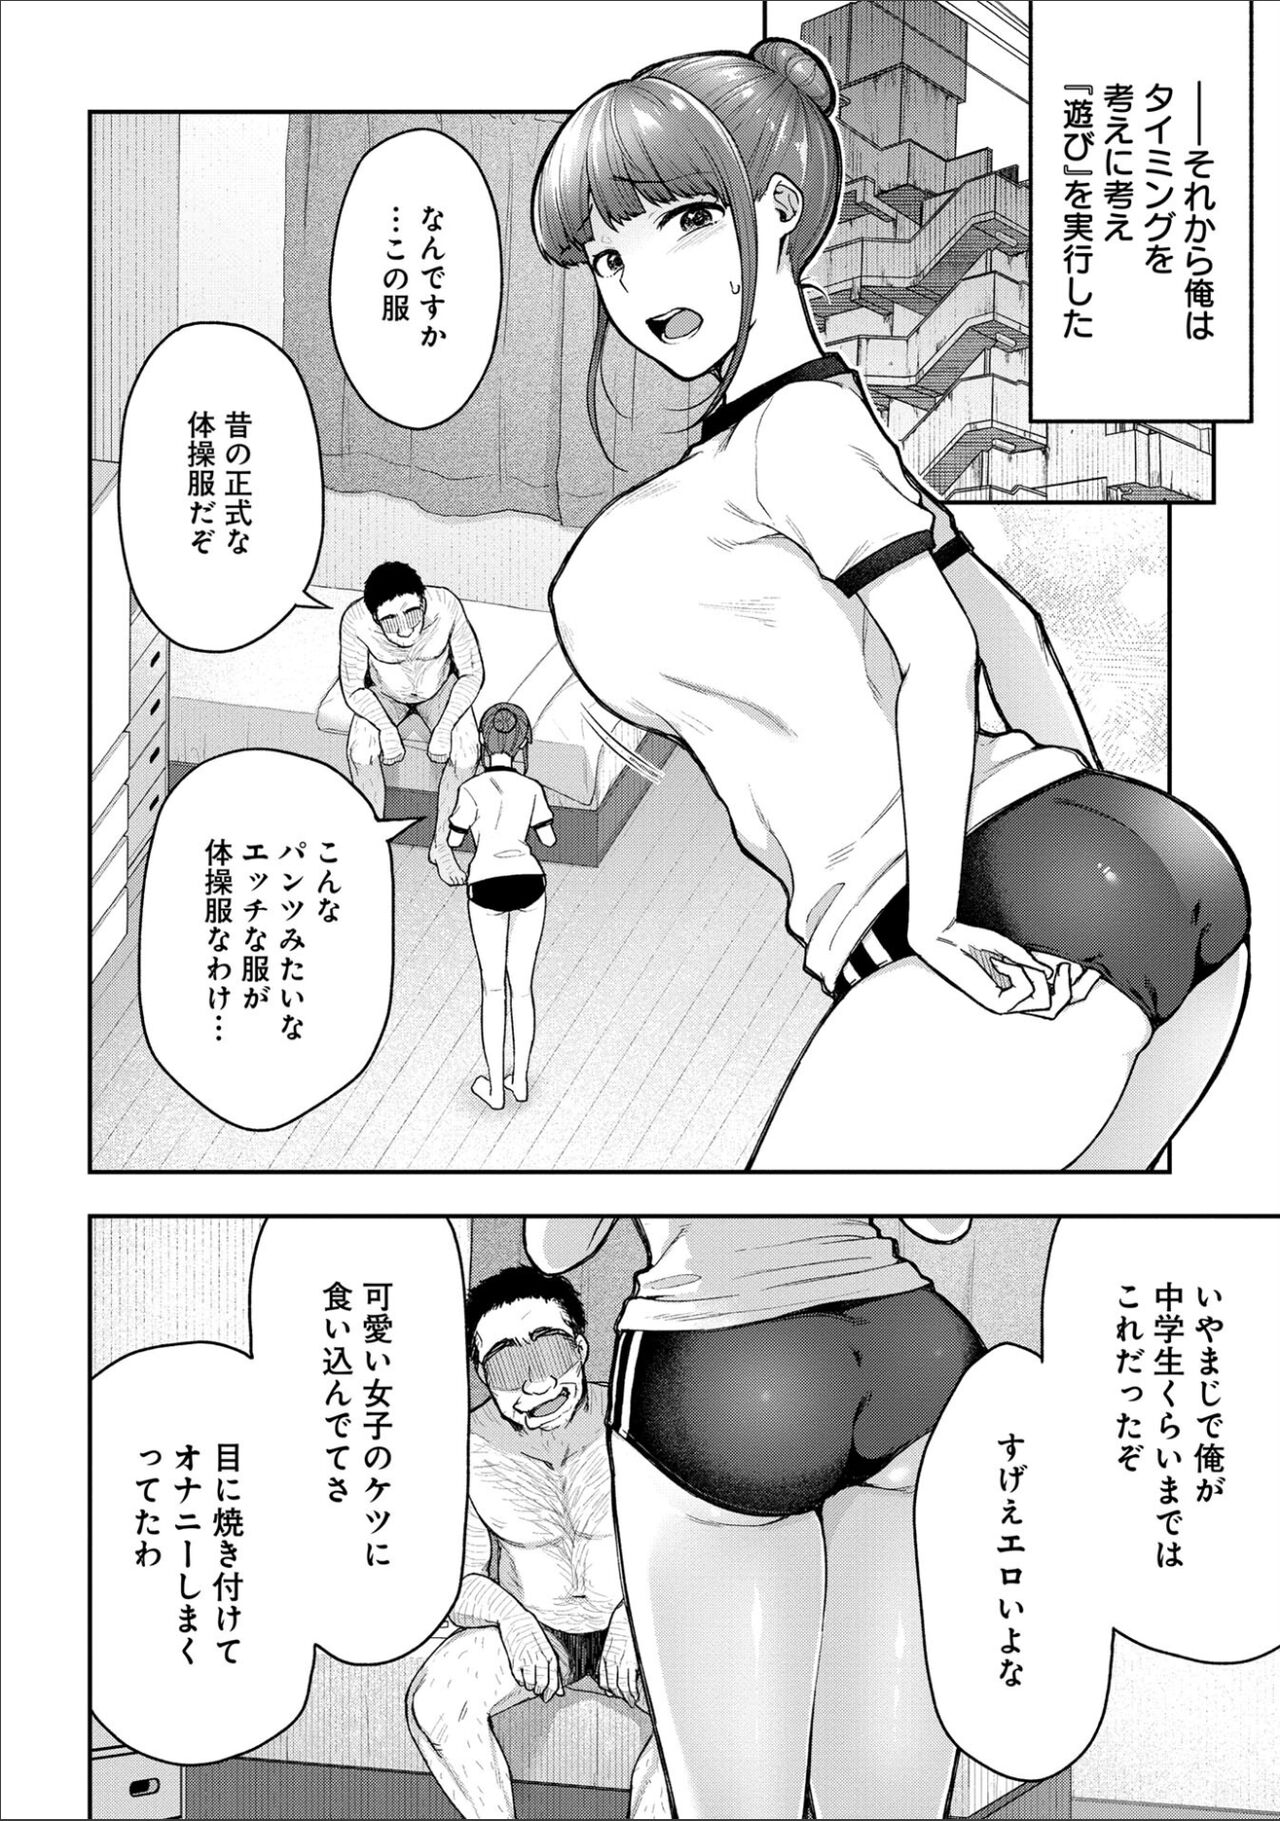 ――それから俺は
タイミングを
考えに考え
『遊び』を実行した
なんですか
…この服
昔の正式な
体操服だぞ
こんな
パンツみたいな
エッチな服が
体操服なわけ…
いやまじで俺が
中学生くらいまでは
これだったぞ
すげえエロいよな
可愛い女子のケツに
食い込んでてさ
目に焼き付けて
オナニーしまく
ってたわ